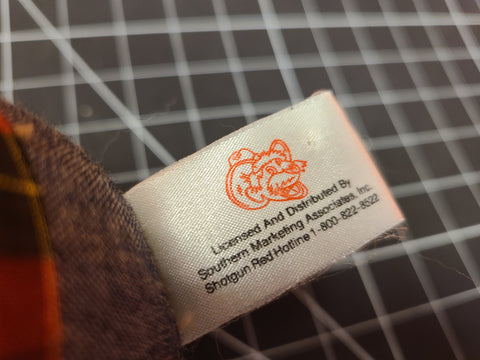 Licensed And Distributed By
Southern Marketing Associates, Inc.
Shotgun Red Hotline 1-800-822-8522